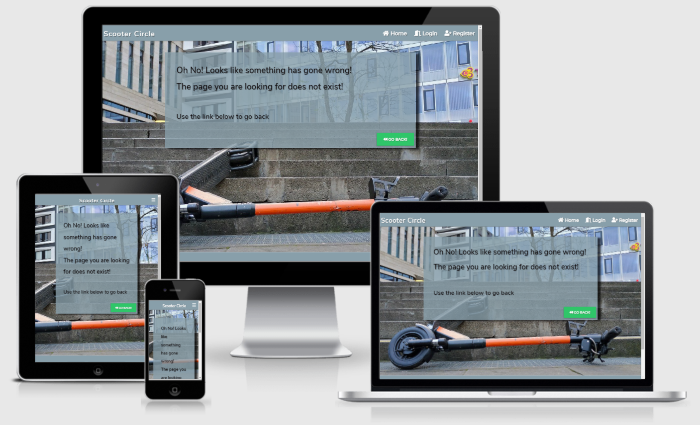 Scooter Circle
Home Login Register
Oh No! Looks like something has gone wrong!
The page you are looking for does not exist!
Use the link below to go back
GO BACK!
Scooter Circle
Oh No! Looks like
something has gone
wrong!
The page you are looking
for does not exist!
Use the link below to go back
Scooter Circle
Oh No! Looks
like
something
has gone
wrong!
The page you
are looking
Scooter Circle
Home Login Register
Oh No! Looks like something has gone wrong!
The page you are looking for does not exist!
Use the link below to go back
GO BACK!